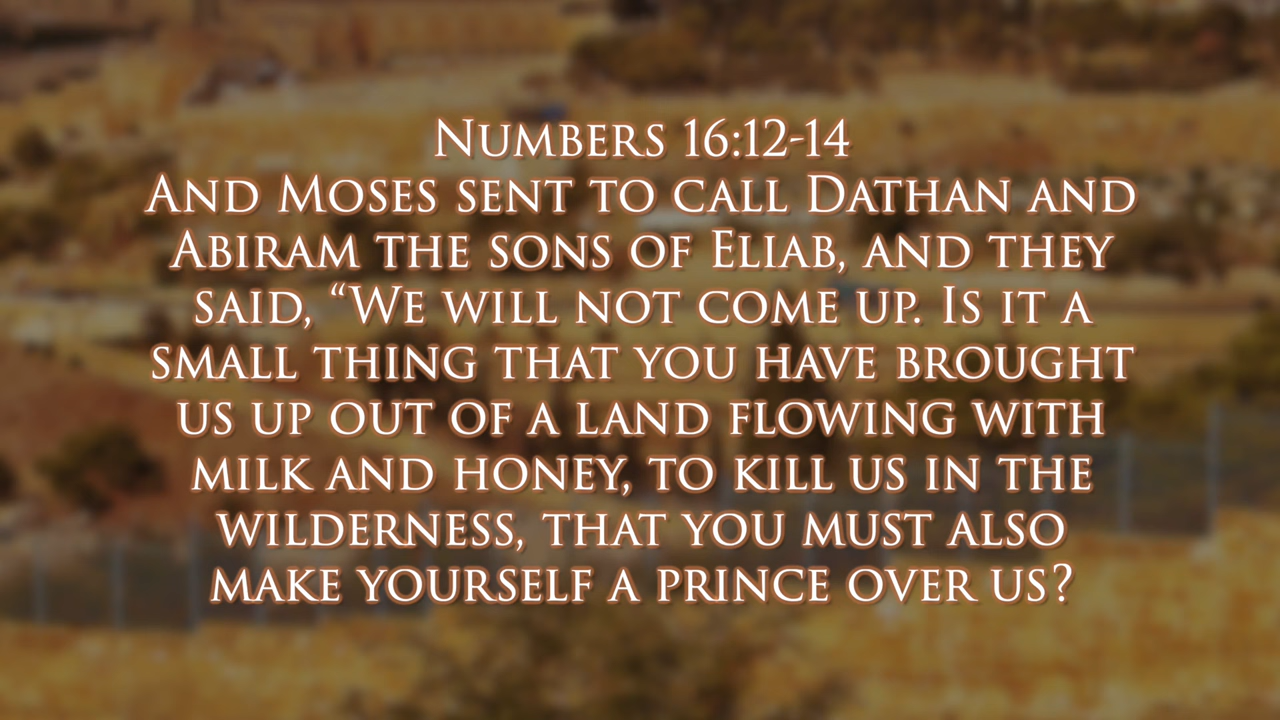 Numbers 16:12-14
And Moses sent to call Dathan and
Abiram the sons of Eliab, and they
said, “We will not come up. Is it a
small thing that you have brought
us up out of a land flowing with
milk and honey, to kill us in the
wilderness, that you must also
make yourself a prince over us?